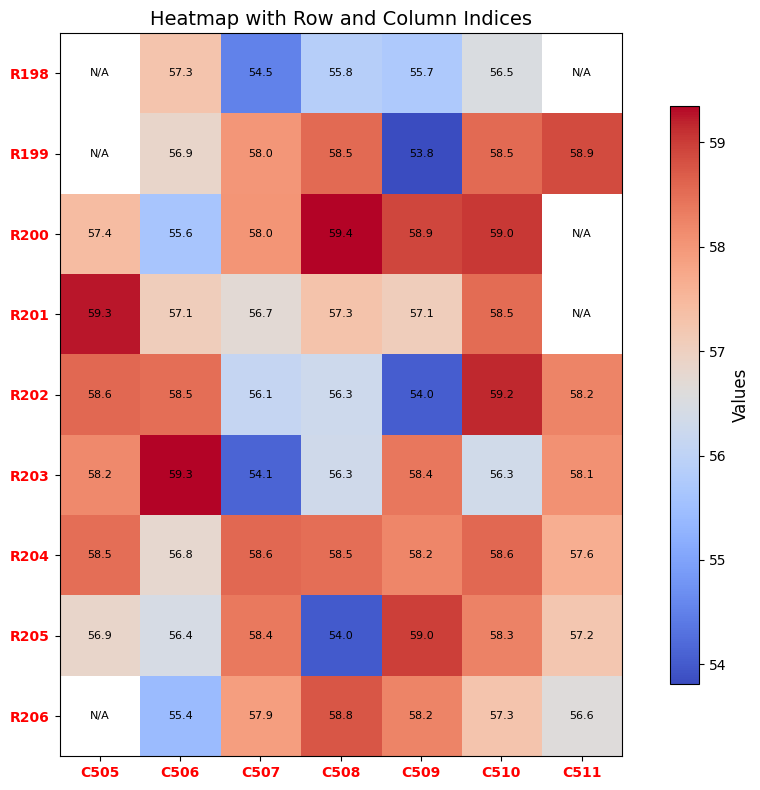 Heatmap with Row and Column Indices
R198 N/A 57.3 54.5 55.8 55.7 56.5 N/A
R199 N/A 56.9 58.0 58.5 53.8 58.5 58.9
R200 57.4 55.6 58.0 59.4 58.9 59.0 N/A
R201 59.3 57.1 56.7 57.3 57.1 58.5 N/A
R202 58.6 58.5 56.1 56.3 54.0 59.2 58.2
R203 58.2 59.3 54.1 56.3 58.4 56.3 58.1
R204 58.5 56.8 58.6 58.5 58.2 58.6 57.6
R205 56.9 56.4 58.4 54.0 59.0 58.3 57.2
R206 N/A 55.4 57.9 58.8 58.2 57.3 56.6
C505 C506 C507 C508 C509 C510 C511
59
58
57
56
55
54
Values